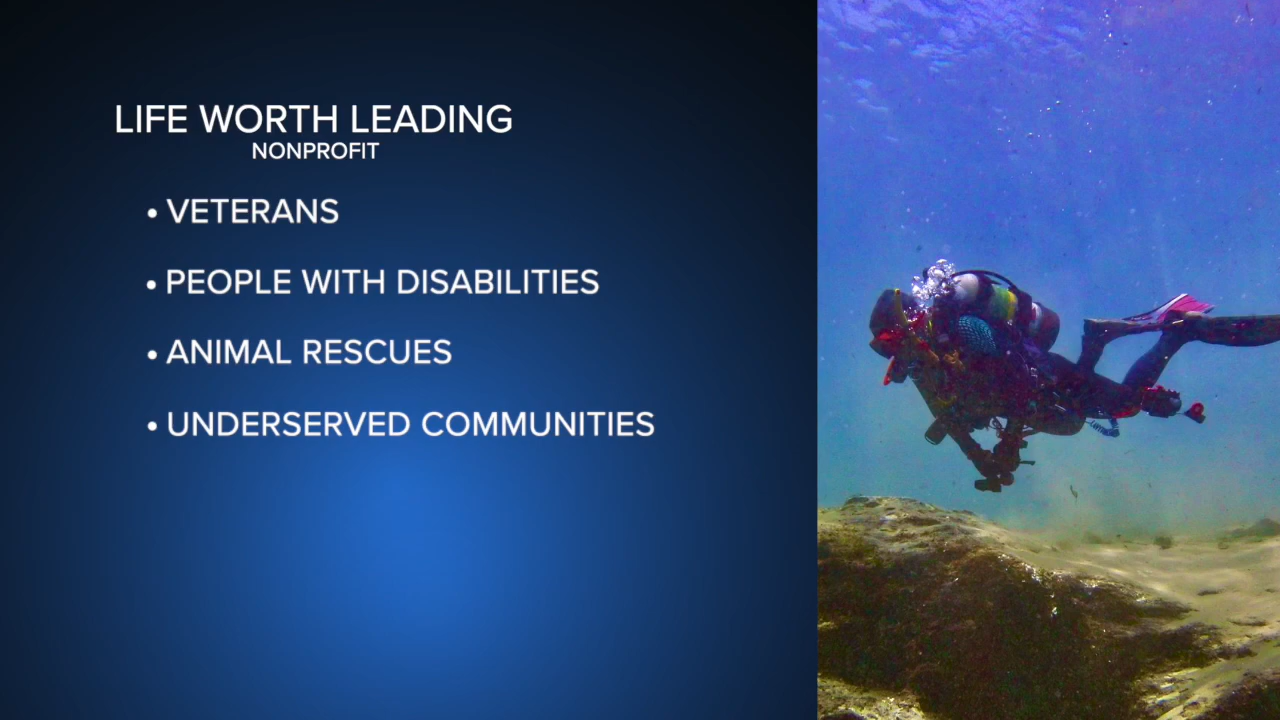 LIFE WORTH LEADING
NONPROFIT
• VETERANS
• PEOPLE WITH DISABILITIES
• ANIMAL RESCUES
• UNDERSERVED COMMUNITIES